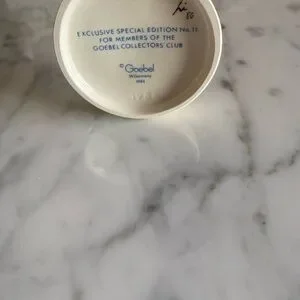 EXCLUSIVE SPECIAL EDITION No. 11
FOR MEMBERS OF THE
GOEBEL COLLECTORS' CLUB
© Goebel
W.Germany